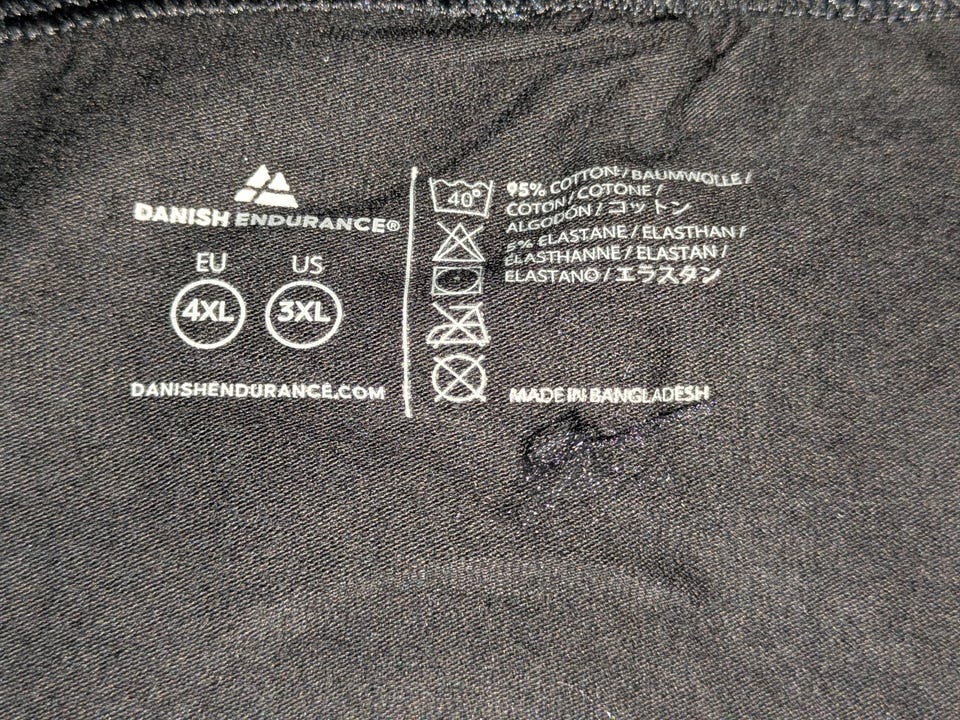 DANISH ENDURANCE®
EU US
4XL 3XL
DANISHENDURANCE.COM
40°
95% COTTON / BAUMWOLLE /
COTON / COTONE /
ALGODÓN / コットン
5% ELASTANE / ELASTHAN /
ELASTHANNE / ELASTAN /
ELASTANO / エラスタン
MADE IN BANGLADESH